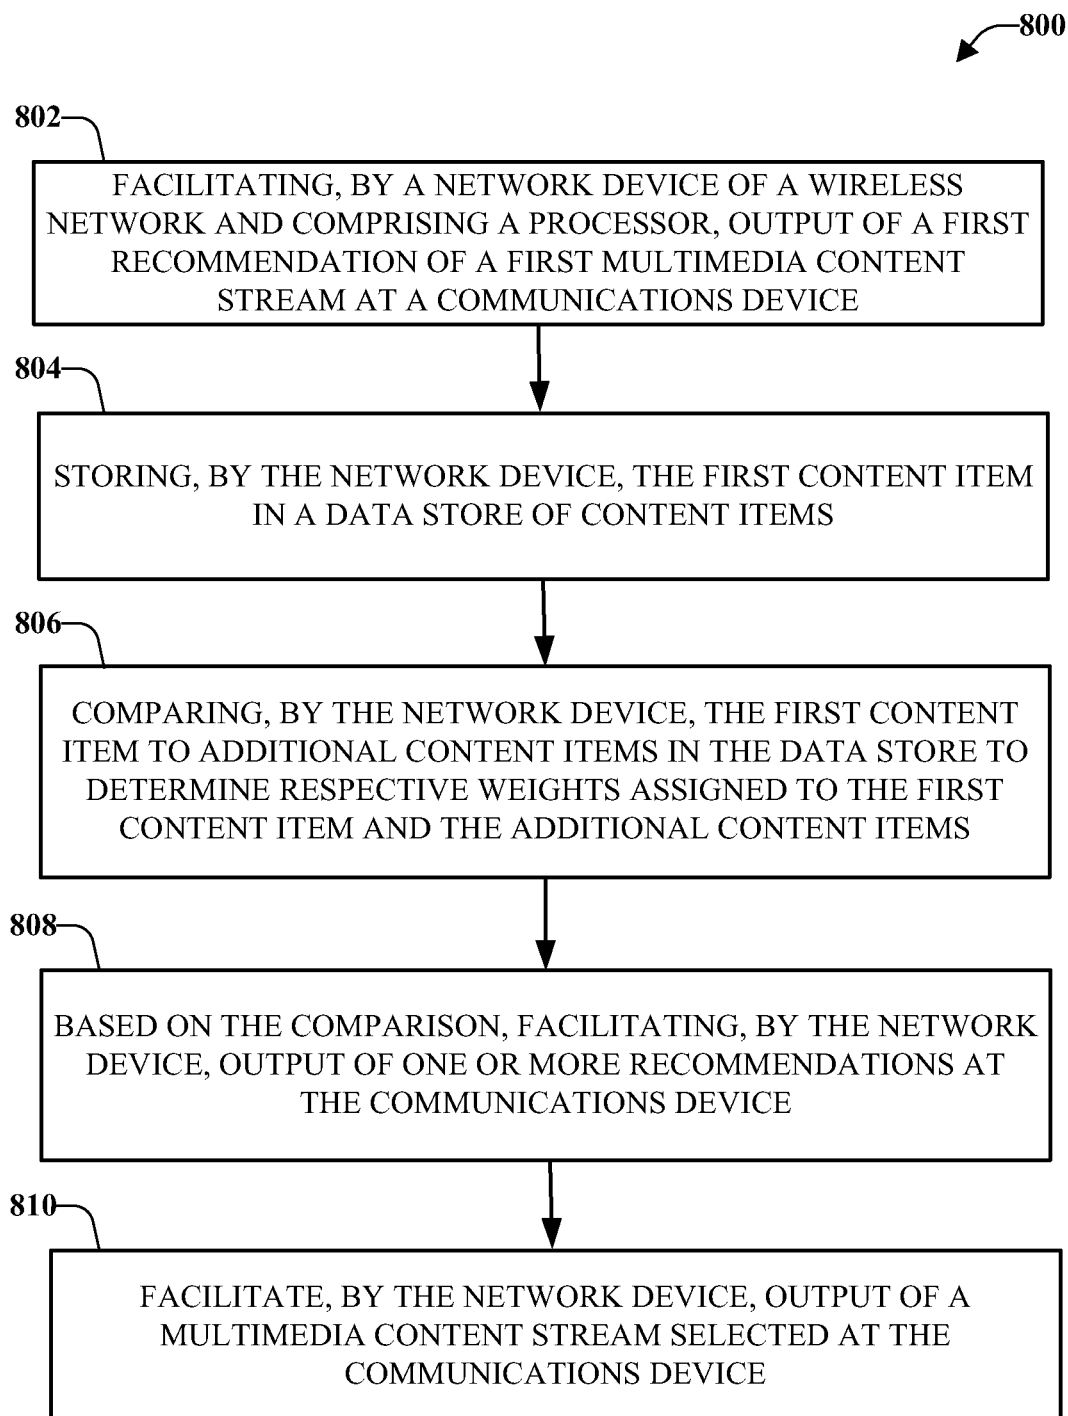 800
802
FACILITATING, BY A NETWORK DEVICE OF A WIRELESS
NETWORK AND COMPRISING A PROCESSOR, OUTPUT OF A FIRST
RECOMMENDATION OF A FIRST MULTIMEDIA CONTENT
STREAM AT A COMMUNICATIONS DEVICE
804
STORING, BY THE NETWORK DEVICE, THE FIRST CONTENT ITEM
IN A DATA STORE OF CONTENT ITEMS
806
COMPARING, BY THE NETWORK DEVICE, THE FIRST CONTENT
ITEM TO ADDITIONAL CONTENT ITEMS IN THE DATA STORE TO
DETERMINE RESPECTIVE WEIGHTS ASSIGNED TO THE FIRST
CONTENT ITEM AND THE ADDITIONAL CONTENT ITEMS
808
BASED ON THE COMPARISON, FACILITATING, BY THE NETWORK
DEVICE, OUTPUT OF ONE OR MORE RECOMMENDATIONS AT
THE COMMUNICATIONS DEVICE
810
FACILITATE, BY THE NETWORK DEVICE, OUTPUT OF A
MULTIMEDIA CONTENT STREAM SELECTED AT THE
COMMUNICATIONS DEVICE